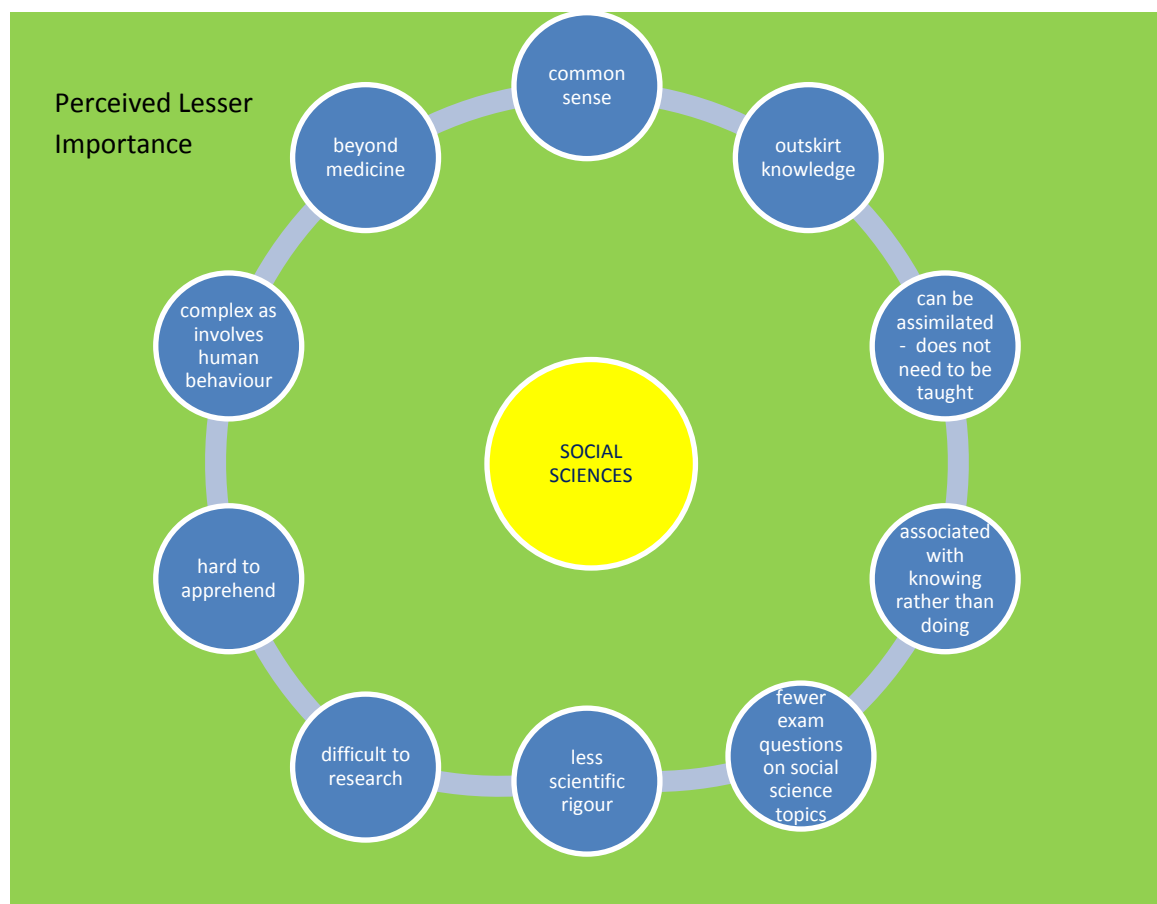 Perceived Lesser
Importance
common
sense
outskirt
knowledge
can be
assimilated
- does not
need to be
taught
associated
with
knowing
rather than
doing
fewer
exam
questions
on social
science
topics
less
scientific
rigour
difficult to
research
hard to
apprehend
complex as
involves
human
behaviour
beyond
medicine
SOCIAL
SCIENCES